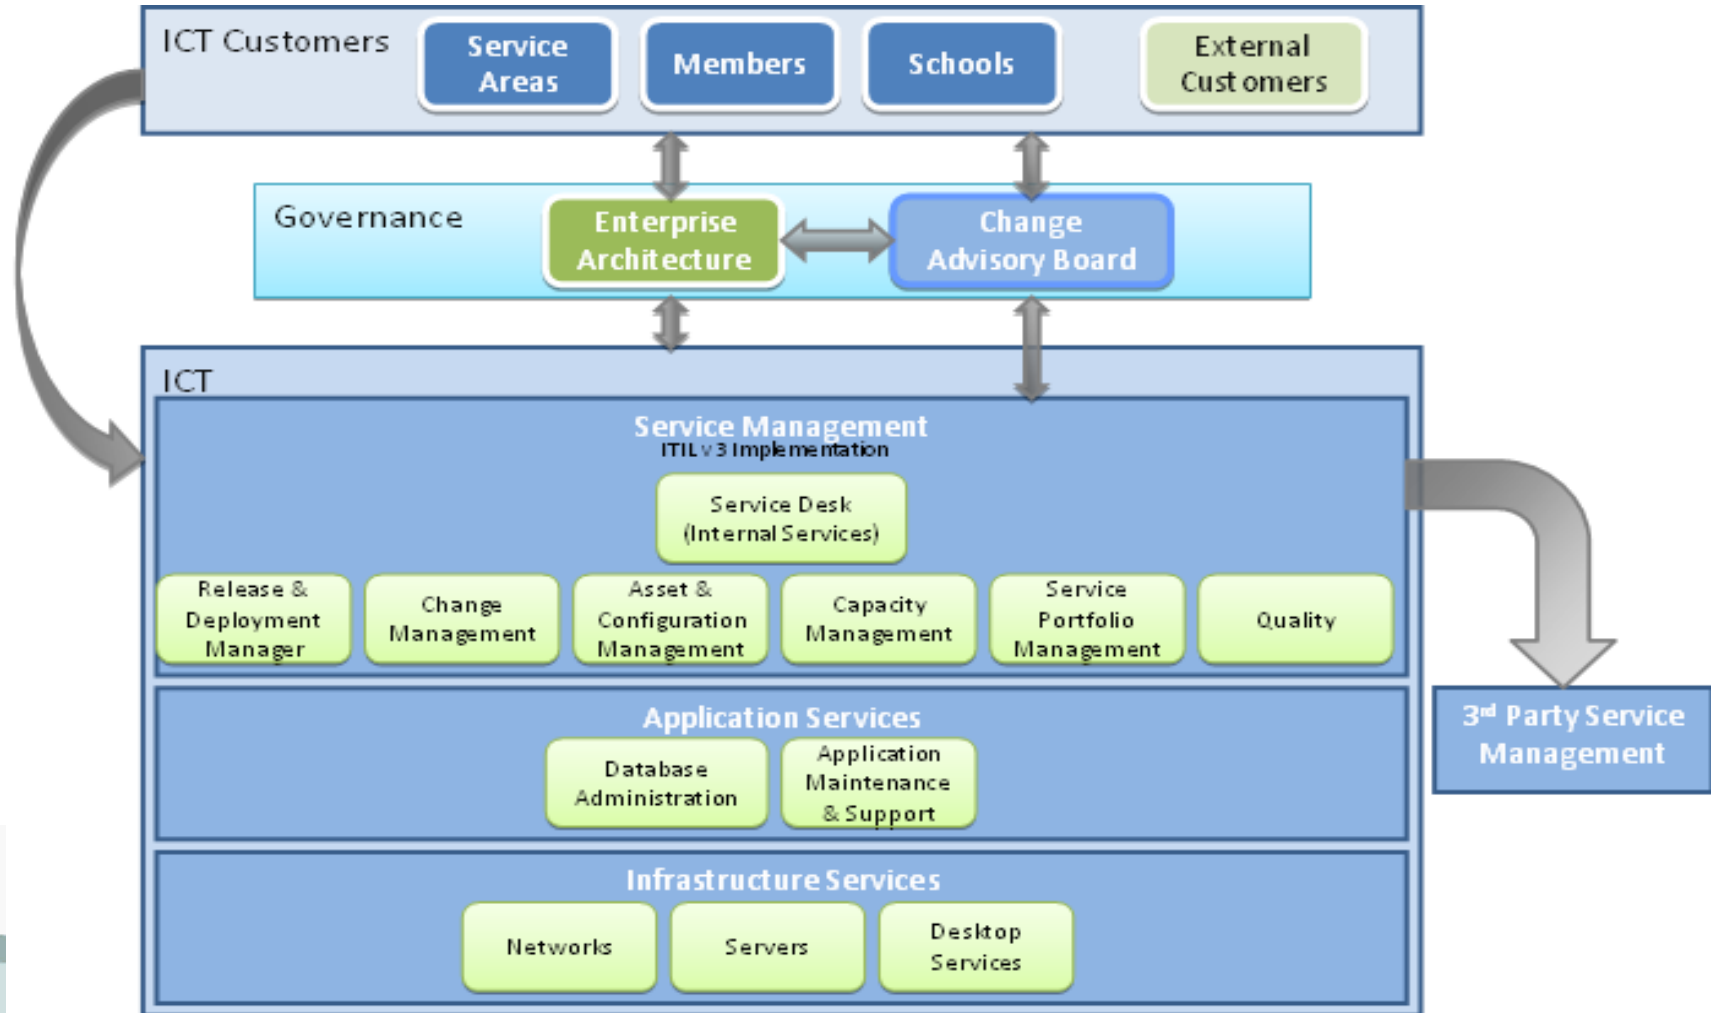 ICT Customers
Service
Areas
Members
Schools
External
Customers
Governance
Enterprise
Architecture
Change
Advisory Board
ICT
Service Management
ITIL v3 Implementation
Service Desk
(Internal Services)
Release &
Deployment
Manager
Change
Management
Asset &
Configuration
Management
Capacity
Management
Service
Portfolio
Management
Quality
Application Services
Database
Administration
Application
Maintenance
& Support
3rd Party Service
Management
Infrastructure Services
Networks
Servers
Desktop
Services